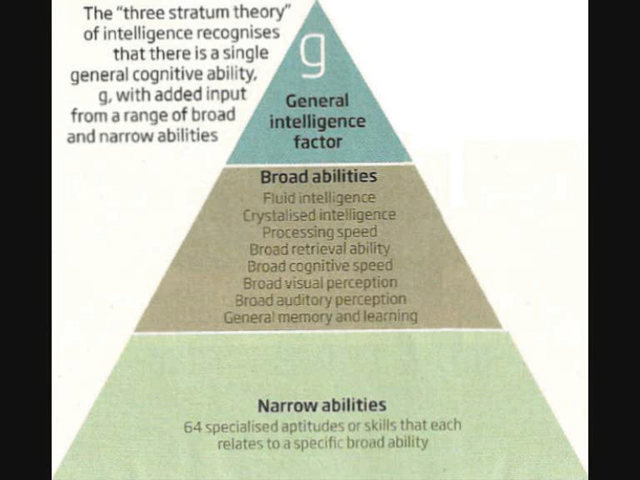 The "three stratum theory"
of intelligence recognises
that there is a single
general cognitive ability,
g, with added input
from a range of broad
and narrow abilities
g
General
intelligence
factor
Broad abilities
Fluid intelligence
Crystalised intelligence
Processing speed
Broad retrieval ability
Broad cognitive speed
Broad visual perception
Broad auditory perception
General memory and learning
Narrow abilities
64 specialised aptitudes or skills that each
relates to a specific broad ability